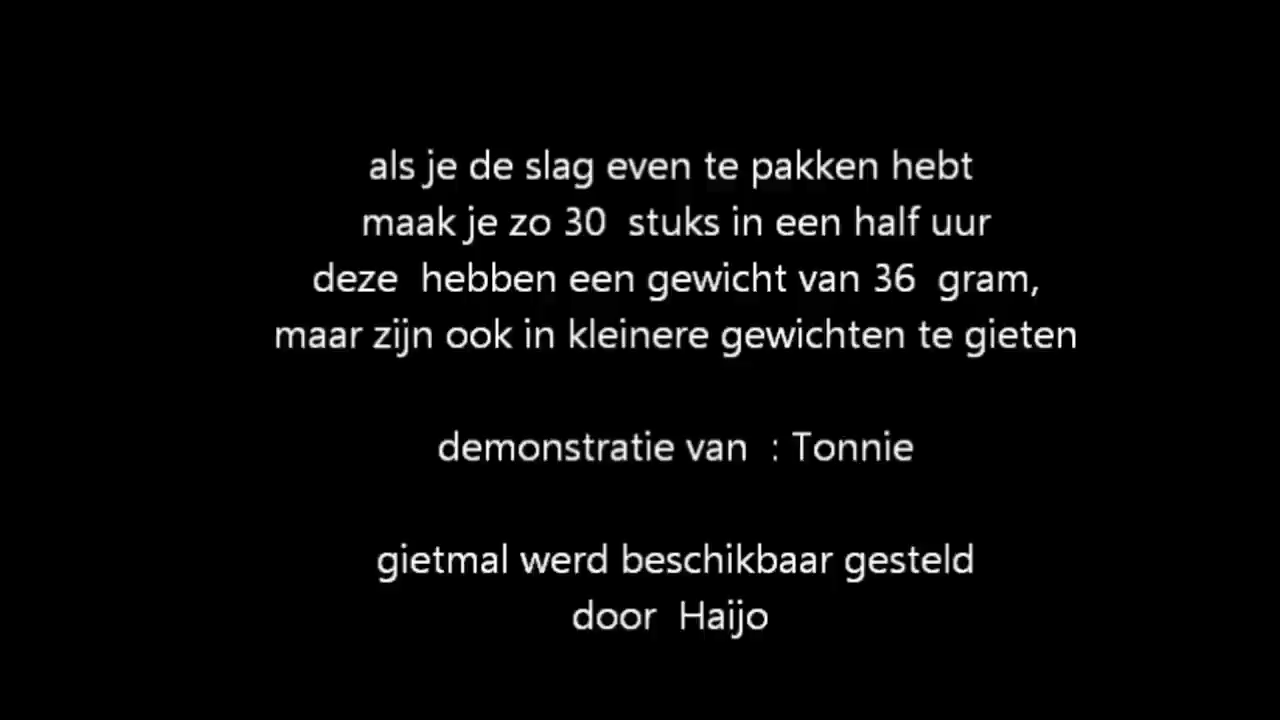 als je de slag even te pakken hebt
maak je zo 30 stuks in een half uur
deze hebben een gewicht van 36 gram,
maar zijn ook in kleinere gewichten te gieten
demonstratie van : Tonnie
gietmal werd beschikbaar gesteld
door Haijo